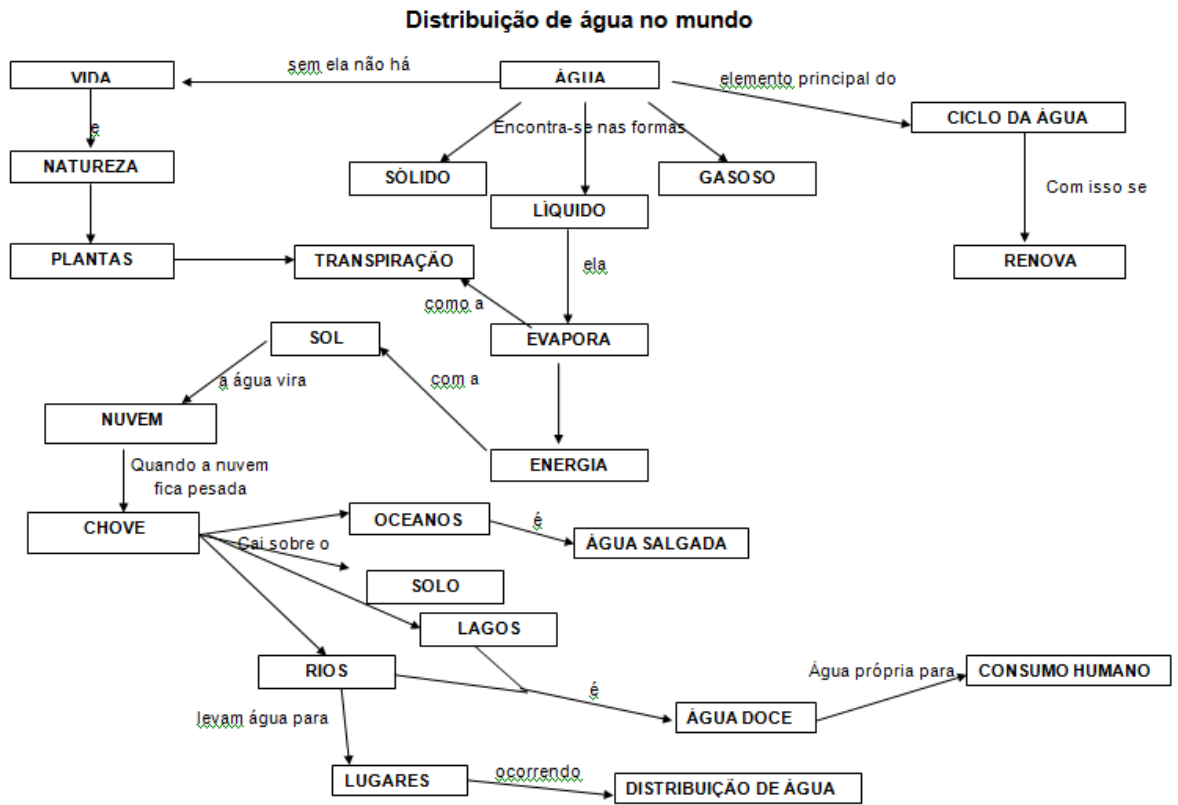 Distribuição de água no mundo
sem ela não há
VIDA
ÁGUA
elemento principal do
CICLO DA ÁGUA
e
Encontra-se nas formas
NATUREZA
SÓLIDO
GASOSO
Com isso se
LÍQUIDO
PLANTAS
TRANSPIRAÇÃO
ela
RENOVA
como a
SOL
EVAPORA
a água vira
com a
NUVEM
Quando a nuvem
fica pesada
ENERGIA
CHOVE
OCEANOS
é
ÁGUA SALGADA
Cai sobre o
SOLO
LAGOS
RIOS
Água própria para
CONSUMO HUMANO
é
levam água para
ÁGUA DOCE
LUGARES
ocorrendo
DISTRIBUIÇÃO DE ÁGUA